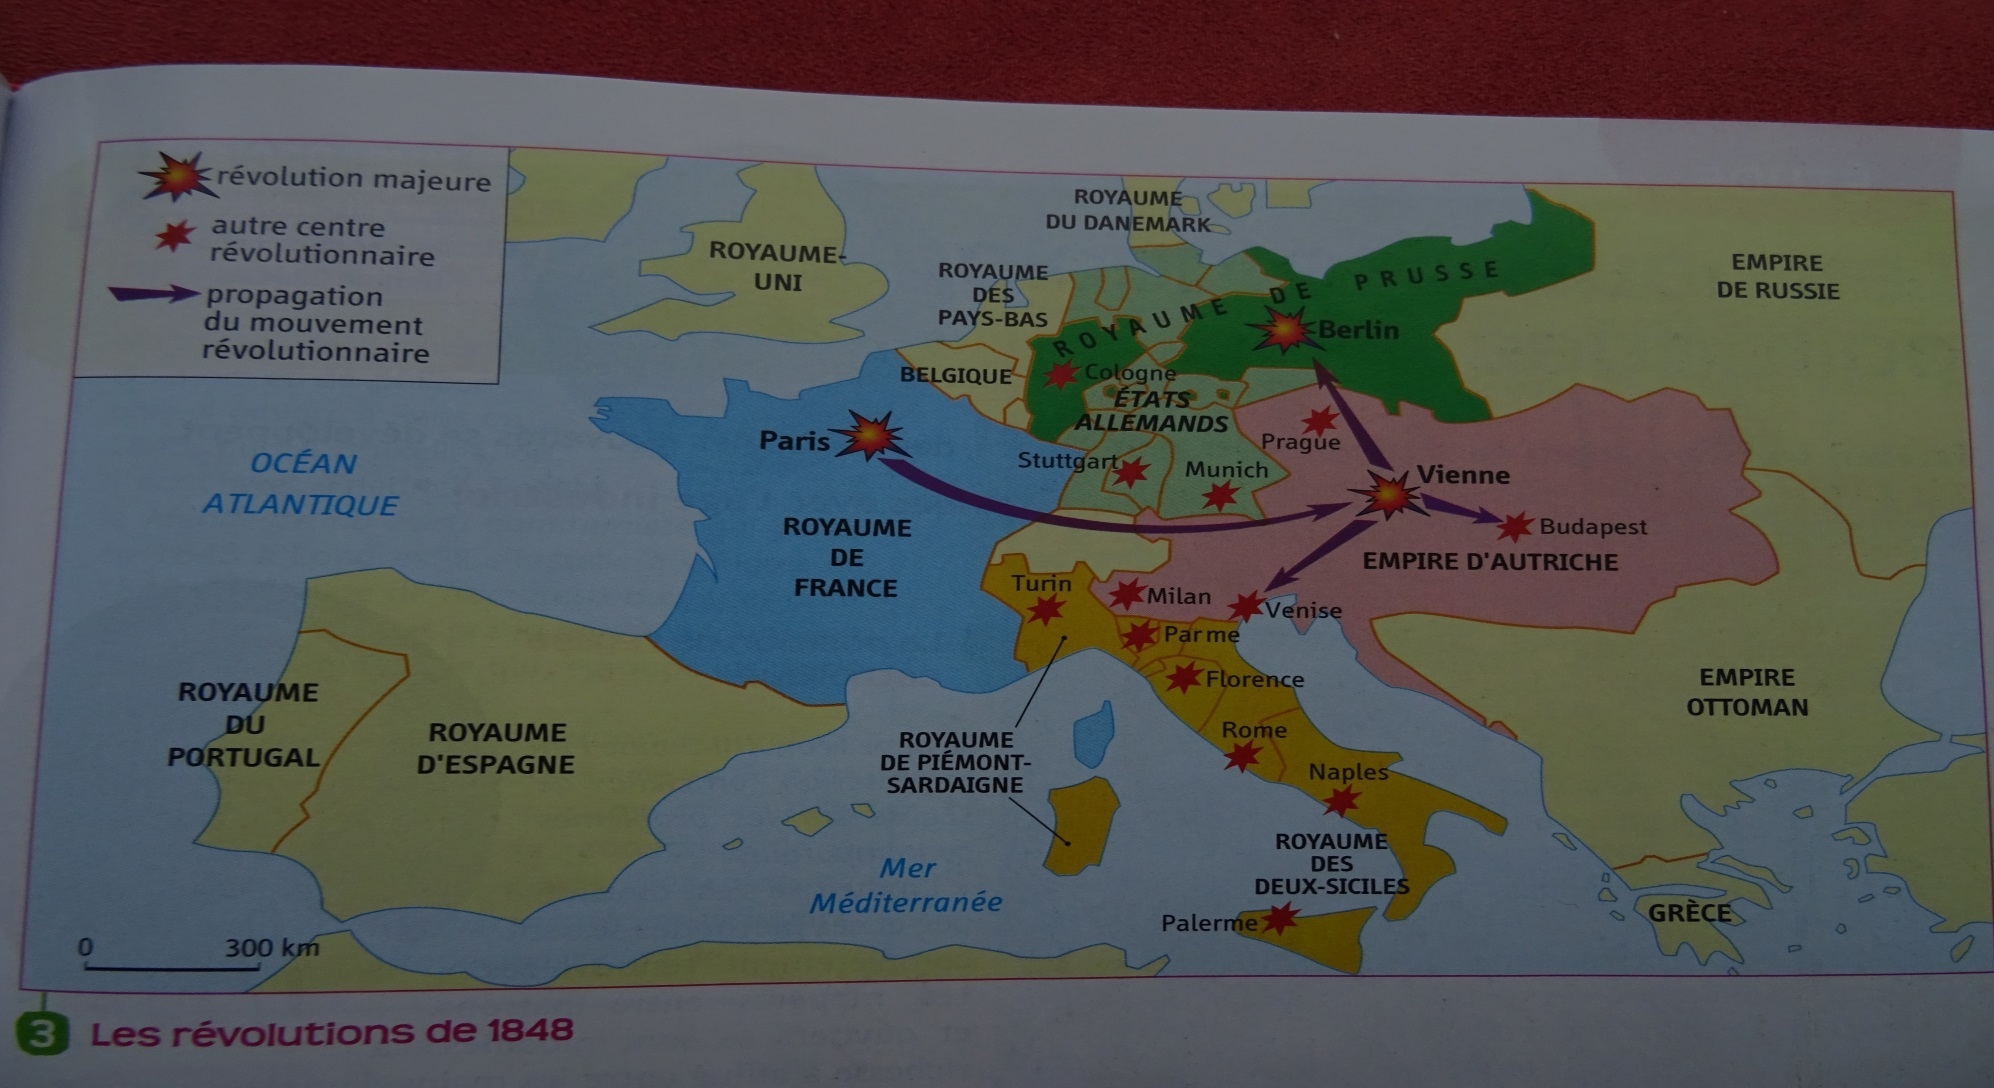 révolution majeure
autre centre
révolutionnaire
propagation
du mouvement
révolutionnaire
ROYAUME-
UNI
ROYAUME
DU DANEMARK
ROYAUME
DES
PAYS-BAS
BELGIQUE
ROYAUME DE PRUSSE
Berlin
Cologne
ÉTATS
ALLEMANDS
Stuttgart
Munich
Prague
EMPIRE
DE RUSSIE
Paris
Vienne
Budapest
EMPIRE D'AUTRICHE
OCÉAN
ATLANTIQUE
ROYAUME
DE
FRANCE
Turin
Milan
Venise
Parme
Florence
Rome
Naples
ROYAUME
DU
PORTUGAL
ROYAUME
D'ESPAGNE
ROYAUME
DE PIÉMONT-
SARDAIGNE
EMPIRE
OTTOMAN
ROYAUME
DES
DEUX-SICILES
Palerme
GRÈCE
Mer
Méditerranée
0 300 km
3 Les révolutions de 1848